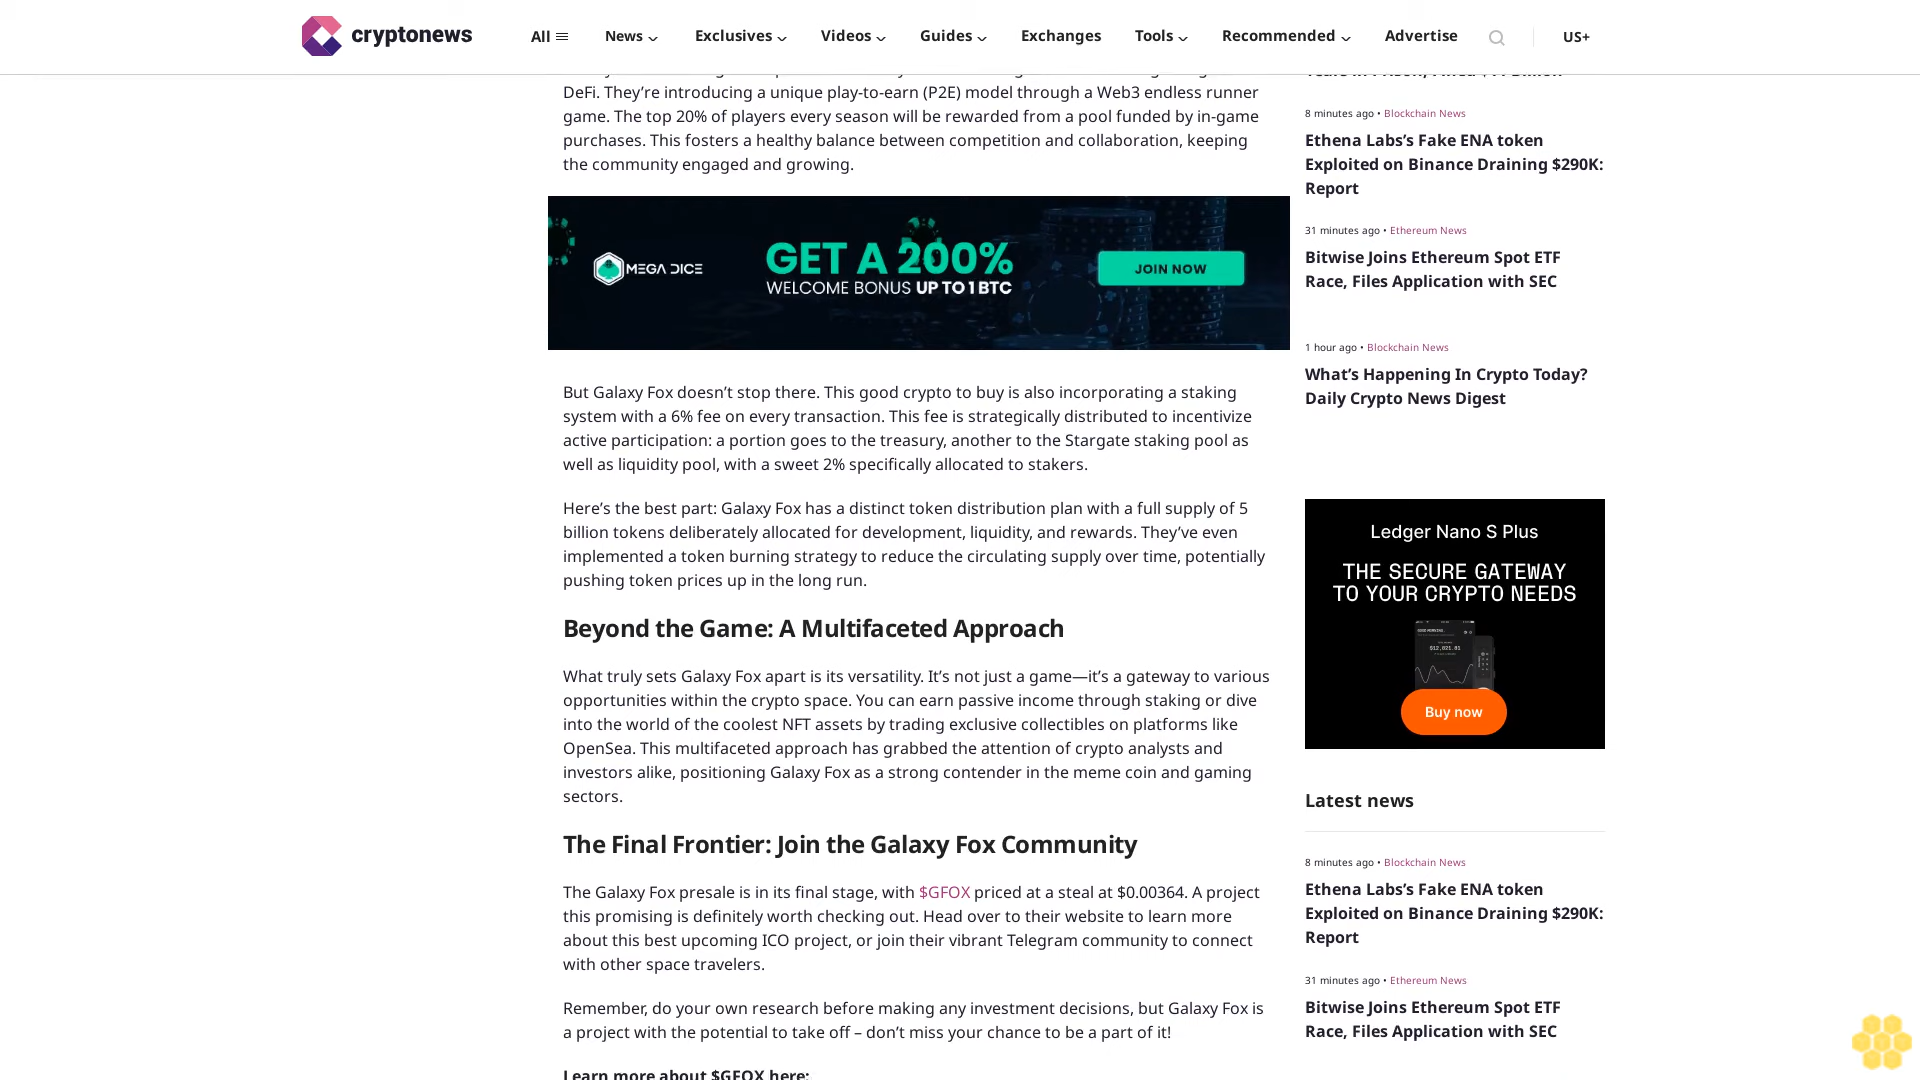 cryptonews
All
News
Exclusives
Videos
Guides
Exchanges
Tools
Recommended
Advertise
US+
DeFi. They’re introducing a unique play-to-earn (P2E) model through a Web3 endless runner
game. The top 20% of players every season will be rewarded from a pool funded by in-game
purchases. This fosters a healthy balance between competition and collaboration, keeping
the community engaged and growing.
MEGA DICE
GET A 200%
WELCOME BONUS UP TO 1 BTC
JOIN NOW
But Galaxy Fox doesn’t stop there. This good crypto to buy is also incorporating a staking
system with a 6% fee on every transaction. This fee is strategically distributed to incentivize
active participation: a portion goes to the treasury, another to the Stargate staking pool as
well as liquidity pool, with a sweet 2% specifically allocated to stakers.
Here’s the best part: Galaxy Fox has a distinct token distribution plan with a full supply of 5
billion tokens deliberately allocated for development, liquidity, and rewards. They’ve even
implemented a token burning strategy to reduce the circulating supply over time, potentially
pushing token prices up in the long run.
Beyond the Game: A Multifaceted Approach
What truly sets Galaxy Fox apart is its versatility. It’s not just a game—it’s a gateway to various
opportunities within the crypto space. You can earn passive income through staking or dive
into the world of the coolest NFT assets by trading exclusive collectibles on platforms like
OpenSea. This multifaceted approach has grabbed the attention of crypto analysts and
investors alike, positioning Galaxy Fox as a strong contender in the meme coin and gaming
sectors.
The Final Frontier: Join the Galaxy Fox Community
The Galaxy Fox presale is in its final stage, with $GFOX priced at a steal at $0.00364. A project
this promising is definitely worth checking out. Head over to their website to learn more
about this best upcoming ICO project, or join their vibrant Telegram community to connect
with other space travelers.
Remember, do your own research before making any investment decisions, but Galaxy Fox is
a project with the potential to take off – don’t miss your chance to be a part of it!
Learn more about $GFOX here:
8 minutes ago • Blockchain News
Ethena Labs’s Fake ENA token
Exploited on Binance Draining $290K:
Report
31 minutes ago • Ethereum News
Bitwise Joins Ethereum Spot ETF
Race, Files Application with SEC
1 hour ago • Blockchain News
What’s Happening In Crypto Today?
Daily Crypto News Digest
Ledger Nano S Plus
THE SECURE GATEWAY
TO YOUR CRYPTO NEEDS
$12,821.01
Buy now
Latest news
8 minutes ago • Blockchain News
Ethena Labs’s Fake ENA token
Exploited on Binance Draining $290K:
Report
31 minutes ago • Ethereum News
Bitwise Joins Ethereum Spot ETF
Race, Files Application with SEC